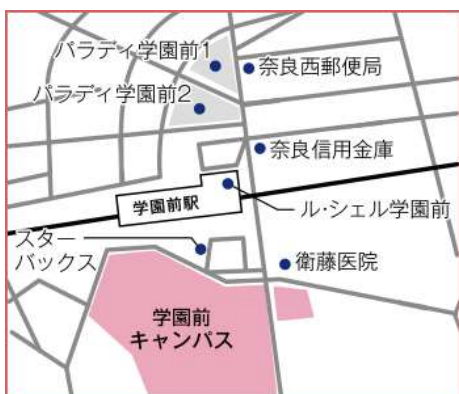 パラディ学園前1
奈良西郵便局
パラディ学園前2
奈良信用金庫
学園前駅
ル・シェル学園前
スター
バックス
衛藤医院
学園前
キャンパス